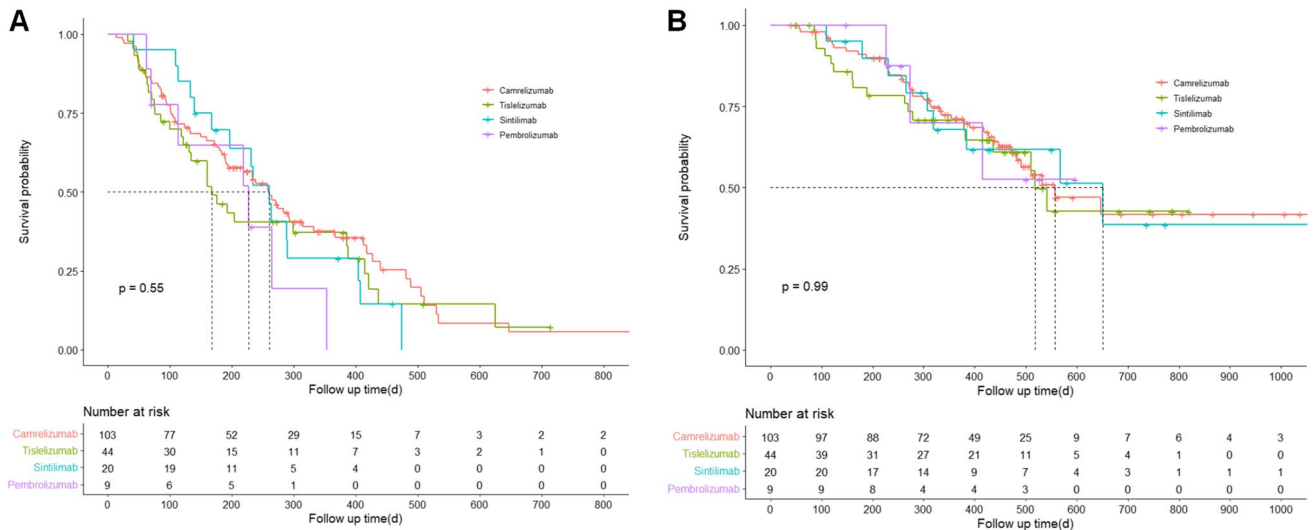 A
Survival probability
1.00
0.75
0.50
0.25
0.00
Camrelizumab
Tislelizumab
Sintilimab
Pembrolizumab
p = 0.55
0 100 200 300 400 500 600 700 800
Follow up time(d)
Number at risk
Camrelizumab 103 77 52 29 15 7 3 2 2
Tislelizumab 44 30 15 11 7 3 2 1 0
Sintilimab 20 19 11 5 4 0 0 0 0
Pembrolizumab 9 6 5 1 0 0 0 0 0
0 100 200 300 400 500 600 700 800
Follow up time(d)
B
Survival probability
1.00
0.75
0.50
0.25
0.00
Camrelizumab
Tislelizumab
Sintilimab
Pembrolizumab
p = 0.99
0 100 200 300 400 500 600 700 800 900 1000
Follow up time(d)
Number at risk
Camrelizumab 103 97 88 72 49 25 9 7 6 4 3
Tislelizumab 44 39 31 27 21 11 5 4 1 0 0
Sintilimab 20 20 17 14 9 7 4 3 1 1 1
Pembrolizumab 9 9 8 4 4 3 0 0 0 0 0
0 100 200 300 400 500 600 700 800 900 1000
Follow up time(d)